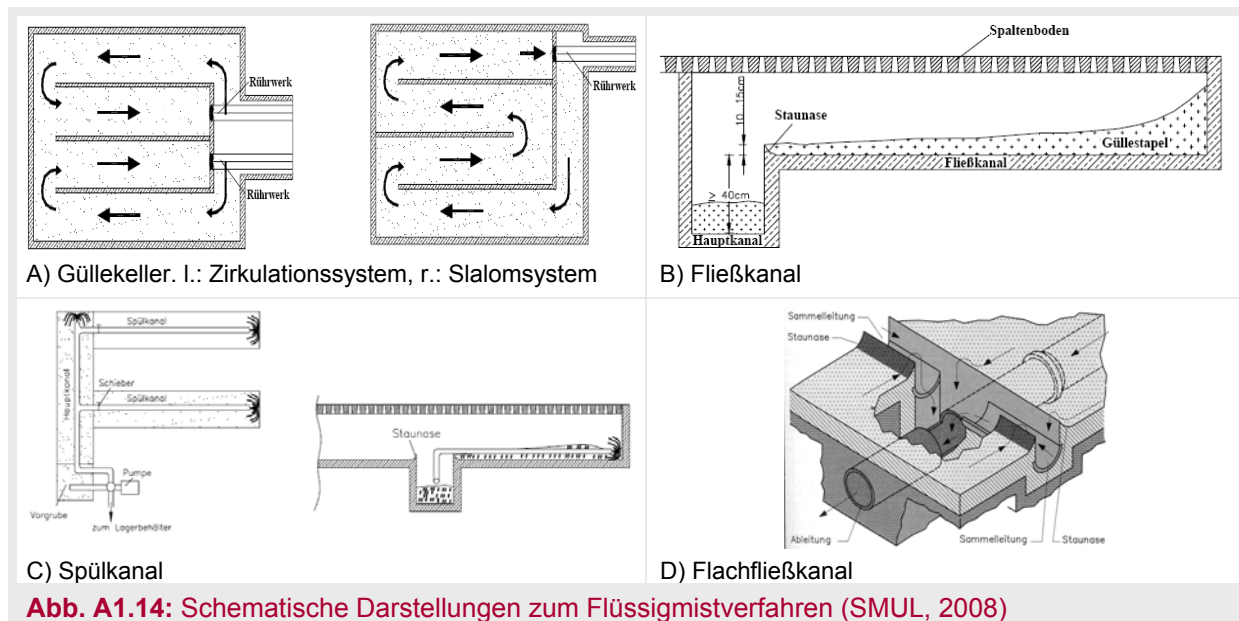 Rührwerk
Rührwerk
Rührwerk
A) Güllekeller. l.: Zirkulationssystem, r.: Slalomsystem
Spaltenboden
10 15cm
Staunase
Güllestapel
Fließkanal
≥ 40cm
Hauptkanal
B) Fließkanal
Spülkanal
Schieber
Spülkanal
Hauptkanal
Pumpe
Vorgrube
zum Lagerbehälter
Staunase
C) Spülkanal
Sammelleitung
Staunase
Ableitung
Sammelleitung
Staunase
D) Flachfließkanal
Abb. A1.14: Schematische Darstellungen zum Flüssigmistverfahren (SMUL, 2008)